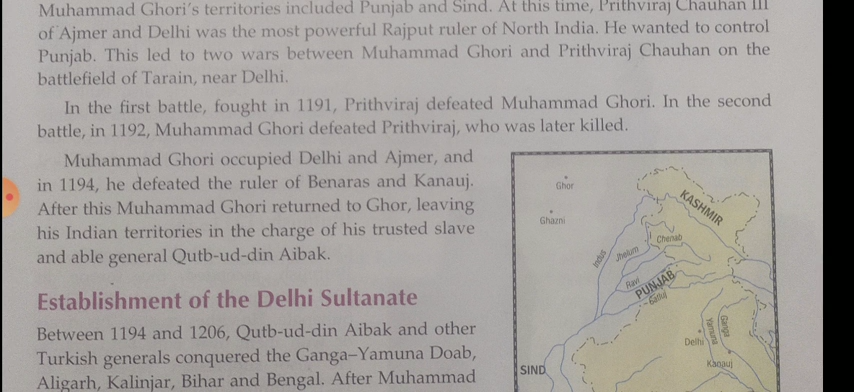 Muhammad Ghori's territories included Punjab and Sind. At this time, Prithviraj Chauhan III
of Ajmer and Delhi was the most powerful Rajput ruler of North India. He wanted to control
Punjab. This led to two wars between Muhammad Ghori and Prithviraj Chauhan on the
battlefield of Tarain, near Delhi.
In the first battle, fought in 1191, Prithviraj defeated Muhammad Ghori. In the second
battle, in 1192, Muhammad Ghori defeated Prithviraj, who was later killed.
Muhammad Ghori occupied Delhi and Ajmer, and
in 1194, he defeated the ruler of Benaras and Kanauj.
After this Muhammad Ghori returned to Ghor, leaving
his Indian territories in the charge of his trusted slave
and able general Qutb-ud-din Aibak.
Establishment of the Delhi Sultanate
Between 1194 and 1206, Qutb-ud-din Aibak and other
Turkish generals conquered the Ganga–Yamuna Doab,
Aligarh, Kalinjar, Bihar and Bengal. After Muhammad
Ghor
KASHMIR
Ghazni
Chenab
Jhelum
Indus
Ravi
PUNJAB
Satluj
Yamuna
Ganga
Delhi
Kanauj
SIND